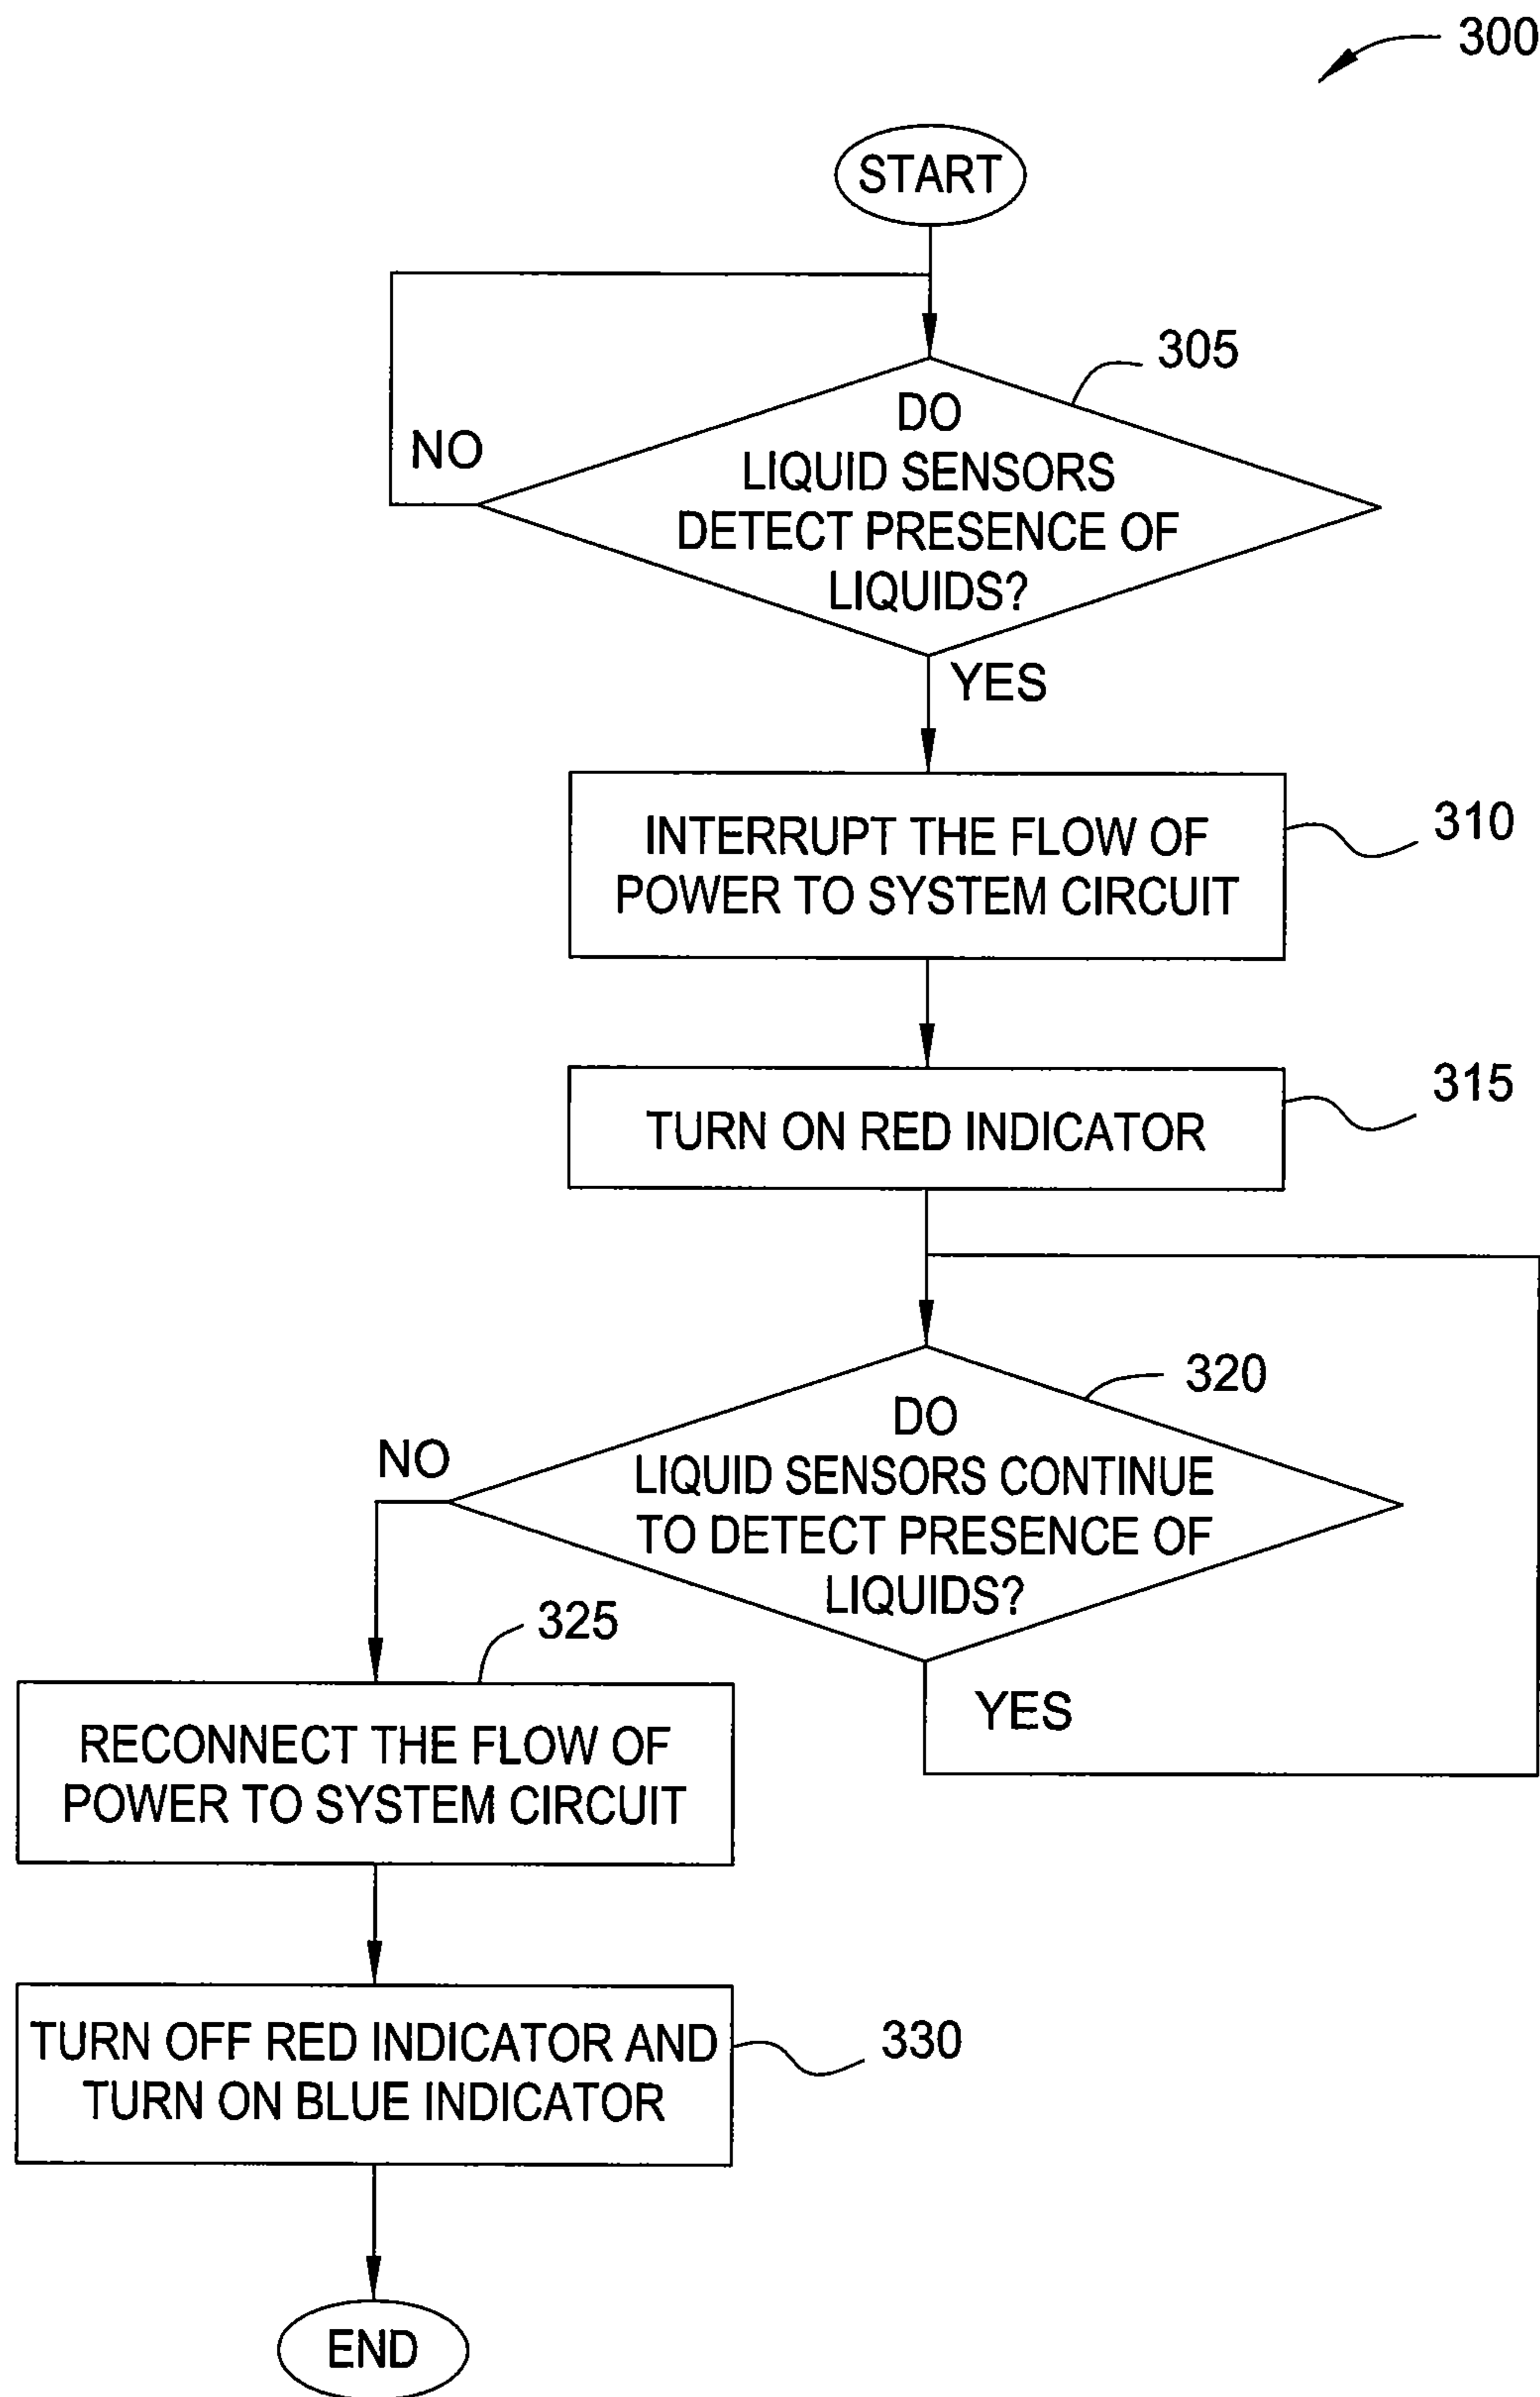 300
START
305
DO
LIQUID SENSORS
DETECT PRESENCE OF
LIQUIDS?
NO
YES
INTERRUPT THE FLOW OF
POWER TO SYSTEM CIRCUIT
310
TURN ON RED INDICATOR
315
320
DO
LIQUID SENSORS CONTINUE
TO DETECT PRESENCE OF
LIQUIDS?
NO
YES
325
RECONNECT THE FLOW OF
POWER TO SYSTEM CIRCUIT
TURN OFF RED INDICATOR AND
TURN ON BLUE INDICATOR
330
END